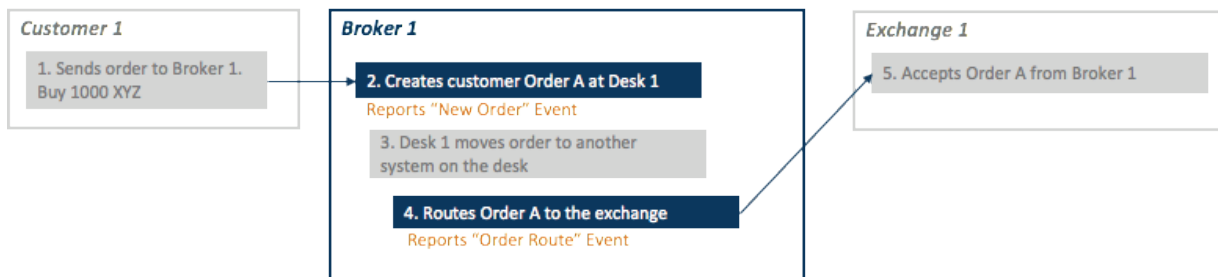 Customer 1
1. Sends order to Broker 1.
Buy 1000 XYZ
Broker 1
2. Creates customer Order A at Desk 1
Reports "New Order" Event
3. Desk 1 moves order to another
system on the desk
4. Routes Order A to the exchange
Reports "Order Route" Event
Exchange 1
5. Accepts Order A from Broker 1